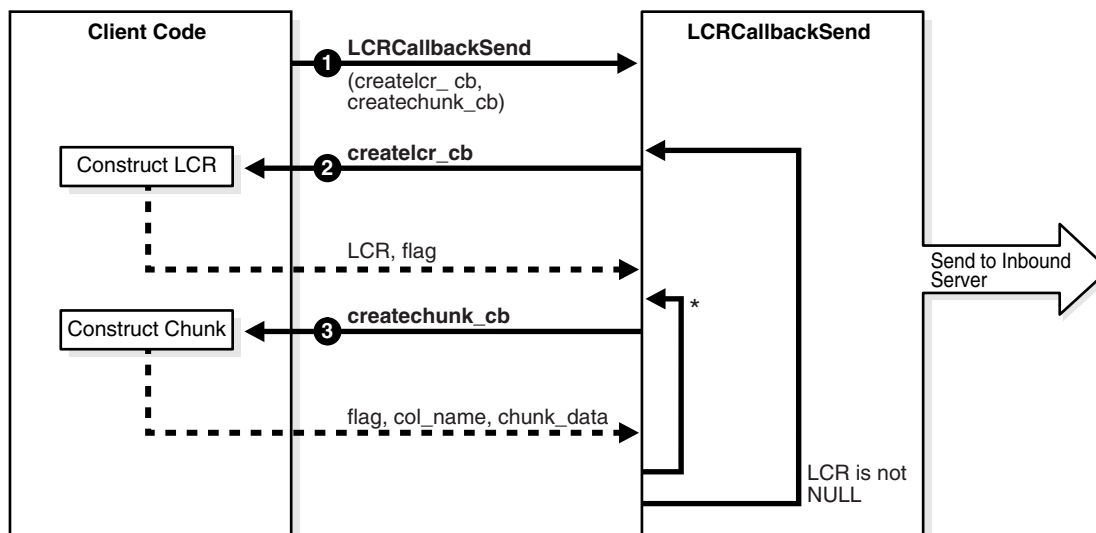 Client Code
LCRCallbackSend
1
LCRCallbackSend
(createlcr_ cb,
createchunk_cb)
2
createlcr_cb
Construct LCR
LCR, flag
Send to Inbound
Server
*
3
createchunk_cb
Construct Chunk
flag, col_name, chunk_data
LCR is not
NULL